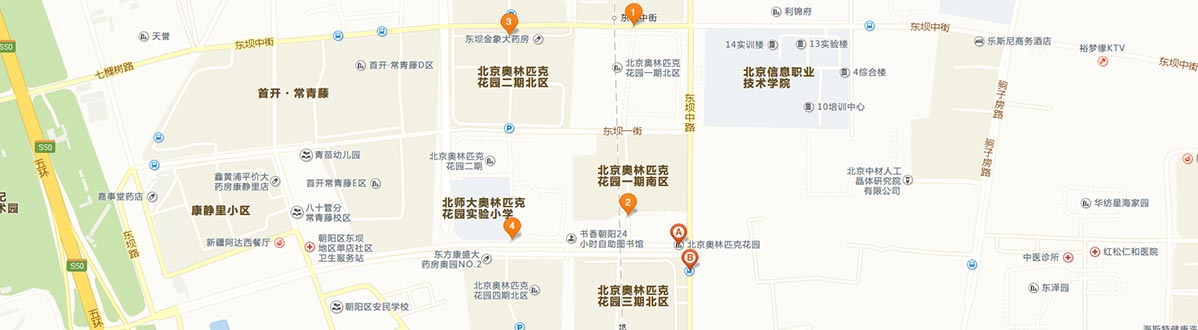 S50
S50
S50
五环
五环
天誉
东坝中街
七棵树路
首开·常青藤D区
首开·常青藤
东坝金象大药房
3
北京奥林匹克
花园二期北区
东坝中街
1
北京奥林匹克
花园一期北区
利锦府
14实训楼
13实验楼
4综合楼
10培训中心
北京信息职业
技术学院
东坝中街
乐斯尼商务酒店
裕梦缘KTV
东坝中街
驹子房路
驹子房路
东坝中路
P
东坝一街
青苗幼儿园
鑫黄浦平价大
药房康静里店
首开常青藤E区
嘉事堂药店
康静里小区
八十管分
常青藤校区
新疆阿达西餐厅
朝阳区东坝
地区单店社区
卫生服务站
东坝路
朝阳区安民学校
北京奥林匹克
花园二期
北师大奥林匹克
花园实验小学
4
东方康盛大
药房奥园NO.2
北京奥林匹克
花园四期北区
P
北京奥林匹克
花园一期南区
2
书香朝阳24
小时自助图书馆
A
北京奥林匹克花园
B
北京奥林匹克
花园三期北区
北京中材人工
晶体研究院
有限公司
华纺星海家园
中医诊所
红松仁和医院
东泽园